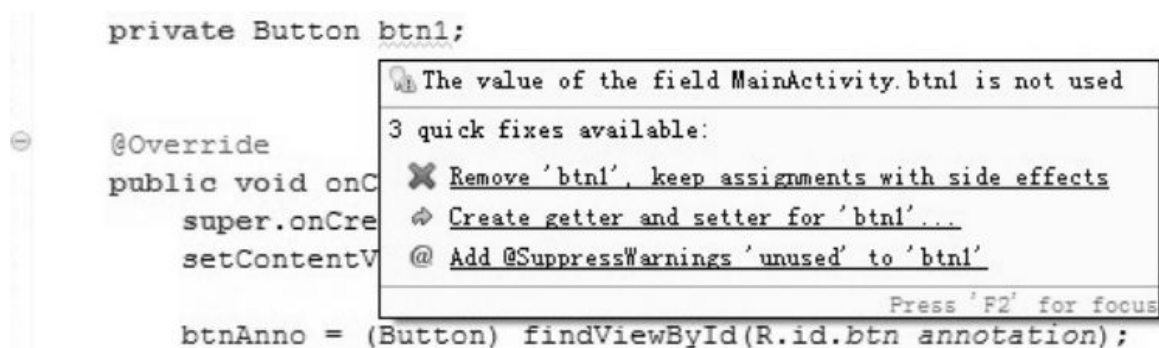 private Button btn1;
The value of the field MainActivity.btn1 is not used
3 quick fixes available:
@Override
public void onC
Remove 'btn1', keep assignments with side effects
super.onCre
Create getter and setter for 'btn1'...
setContentV
@ Add @SuppressWarnings 'unused' to 'btn1'
Press 'F2' for focus
btnAnno = (Button) findViewById(R.id.btn annotation);